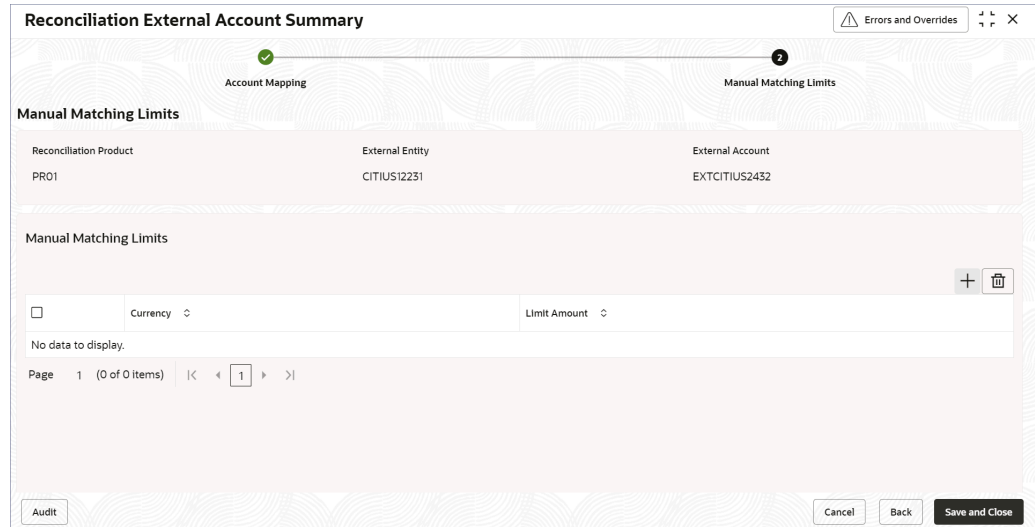 Reconciliation External Account Summary
Errors and Overrides
2
Account Mapping
Manual Matching Limits
Manual Matching Limits
Reconciliation Product
External Entity
External Account
PR01
CITIUS12231
EXTCITIUS2432
Manual Matching Limits
Currency
Limit Amount
No data to display.
Page 1 (0 of 0 items) 1
Audit
Cancel
Back
Save and Close